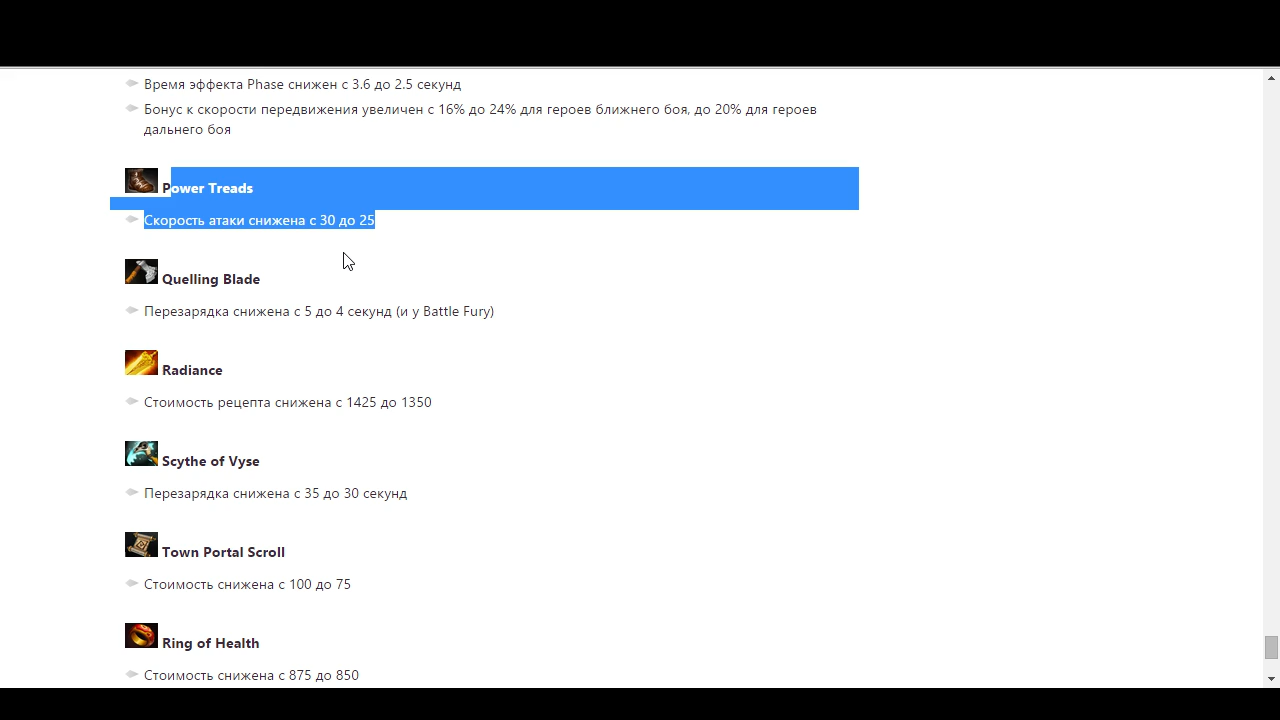 Время эффекта Phase снижен с 3.6 до 2.5 секунд
Бонус к скорости передвижения увеличен с 16% до 24% для героев ближнего боя, до 20% для героев
дальнего боя
Power Treads
Скорость атаки снижена с 30 до 25
Quelling Blade
Перезарядка снижена с 5 до 4 секунд (и у Battle Fury)
Radiance
Стоимость рецепта снижена с 1425 до 1350
Scythe of Vyse
Перезарядка снижена с 35 до 30 секунд
Town Portal Scroll
Стоимость снижена с 100 до 75
Ring of Health
Стоимость снижена с 875 до 850